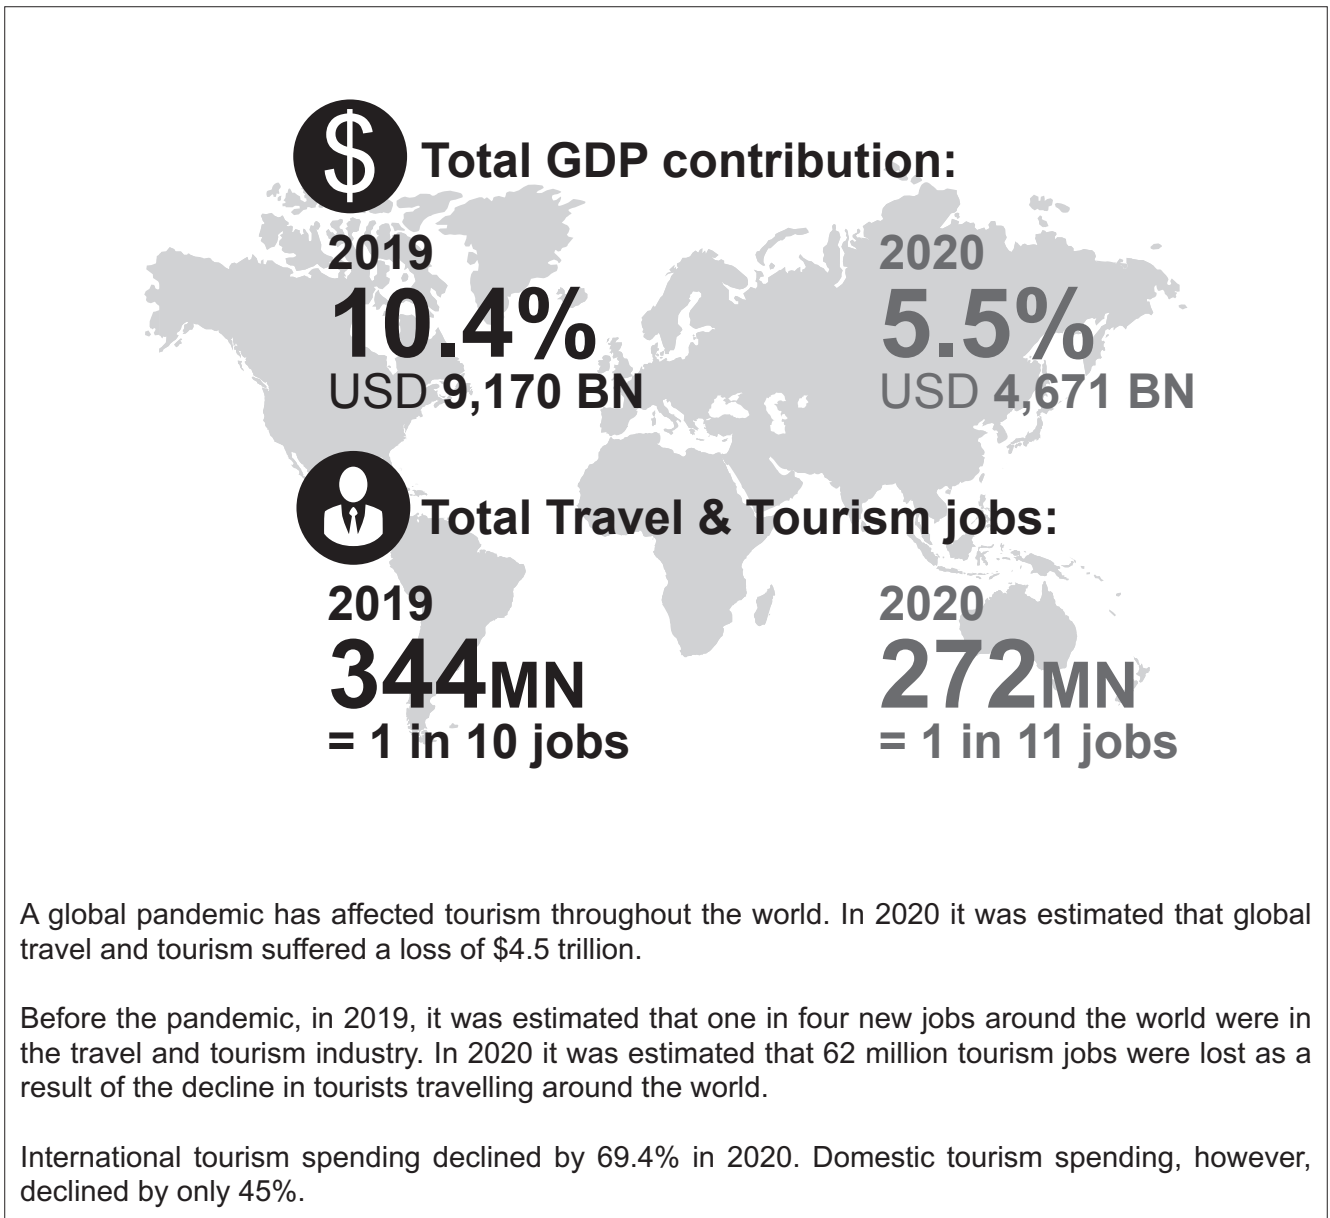 $ Total GDP contribution:
2019
10.4%
USD 9,170 BN
2020
5.5%
USD 4,671 BN
Total Travel & Tourism jobs:
2019
344MN
= 1 in 10 jobs
2020
272MN
= 1 in 11 jobs
A global pandemic has affected tourism throughout the world. In 2020 it was estimated that global
travel and tourism suffered a loss of $4.5 trillion.
Before the pandemic, in 2019, it was estimated that one in four new jobs around the world were in
the travel and tourism industry. In 2020 it was estimated that 62 million tourism jobs were lost as a
result of the decline in tourists travelling around the world.
International tourism spending declined by 69.4% in 2020. Domestic tourism spending, however,
declined by only 45%.